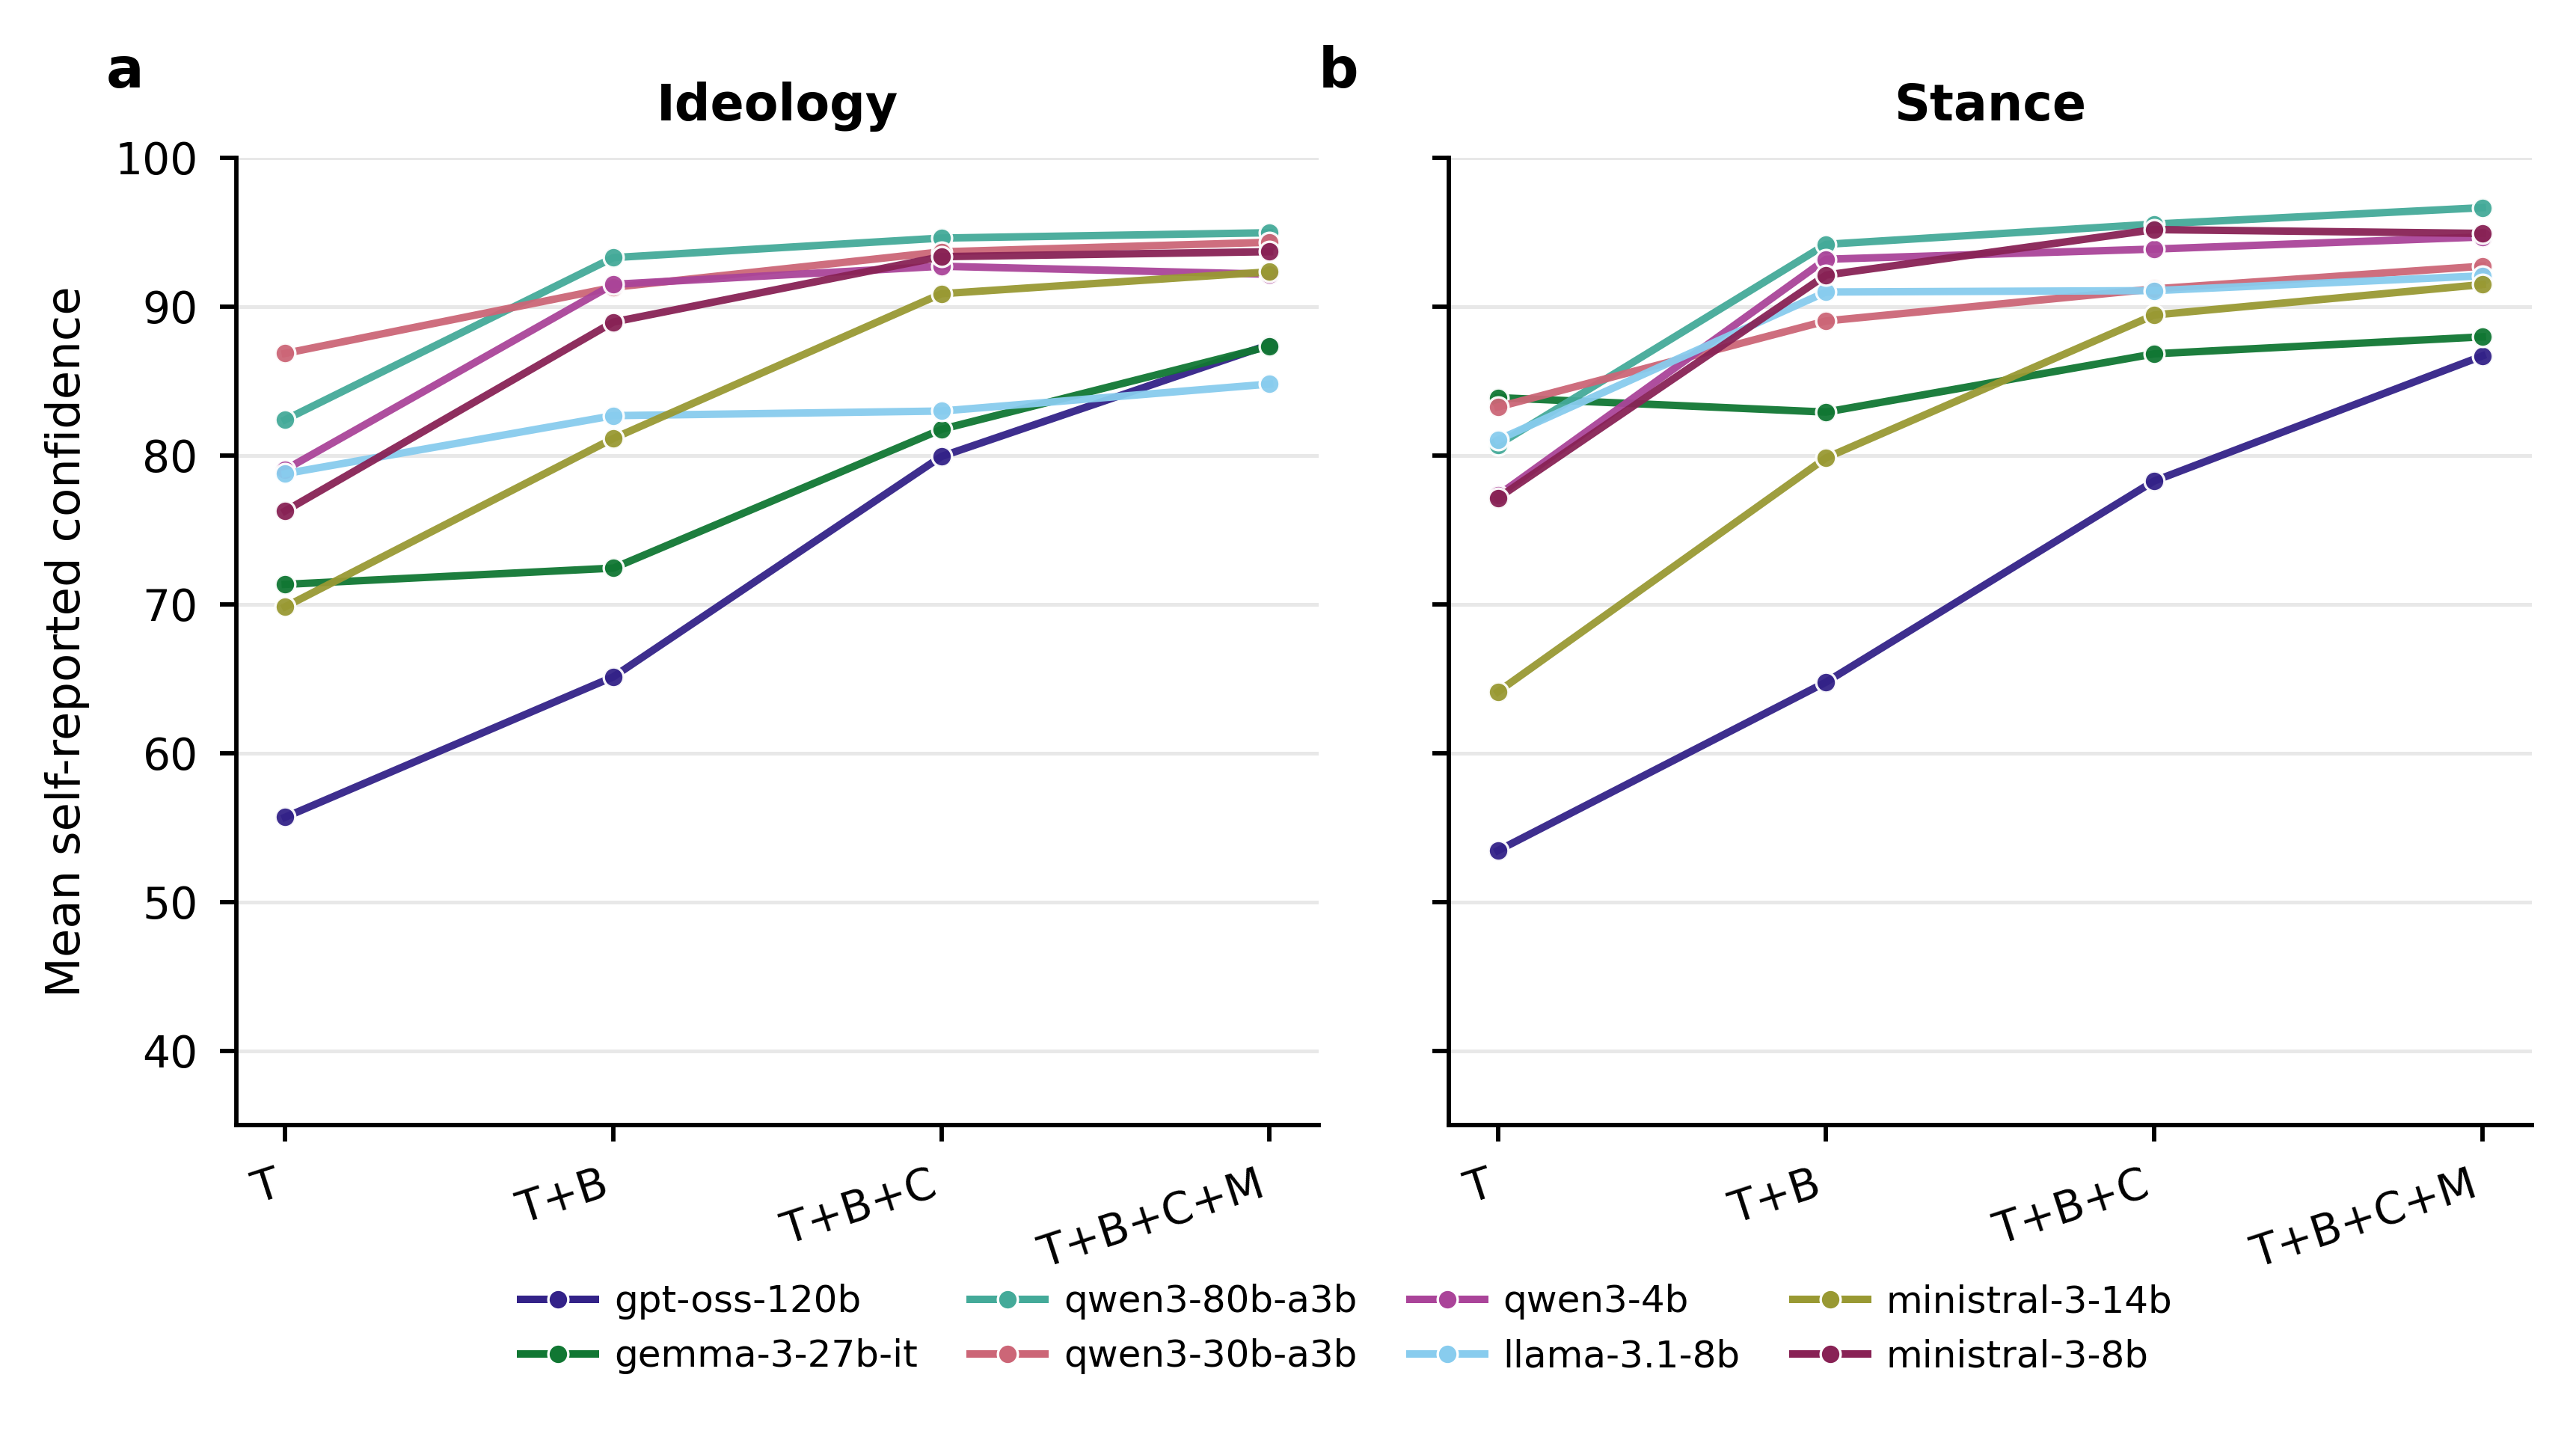 a
Ideology
b
Stance
Mean self-reported confidence
100
90
80
70
60
50
40
T
T+B
T+B+C
T+B+C+M
T
T+B
T+B+C
T+B+C+M
gpt-oss-120b
qwen3-80b-a3b
qwen3-4b
ministral-3-14b
gemma-3-27b-it
qwen3-30b-a3b
llama-3.1-8b
ministral-3-8b